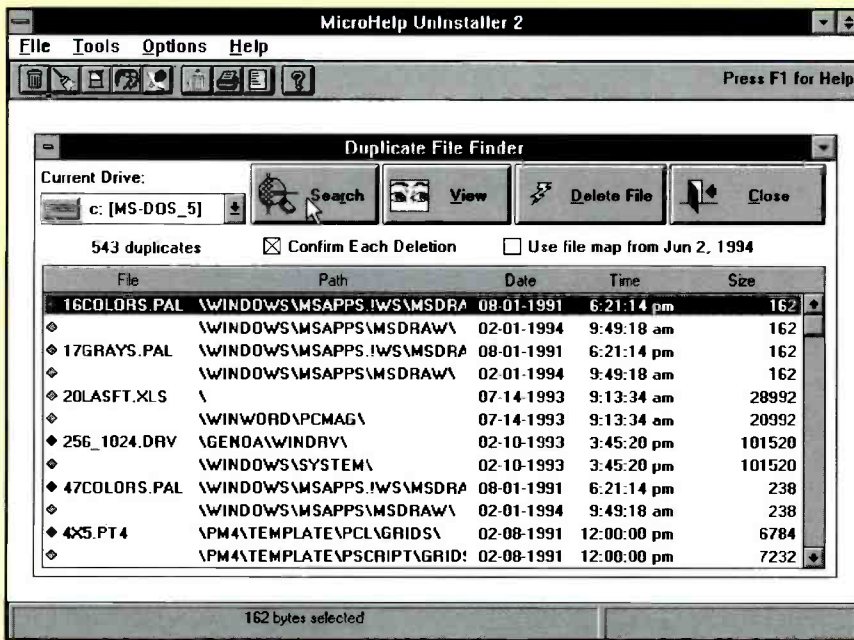 MicroHelp UnInstaller 2
File Tools Options Help
Press F1 for Help
Duplicate File Finder
Current Drive:
c: [MS-DOS_5]
Search
View
Delete File
Close
543 duplicates
Confirm Each Deletion
Use file map from Jun 2, 1994
File Path Date Time Size
16COLORS.PAL \WINDOWS\MSAPPS.!WS\MSDRA 08-01-1991 6:21:14 pm 162
\WINDOWS\MSAPPS\MSDRAW\ 02-01-1994 9:49:18 am 162
17GRAYS.PAL \WINDOWS\MSAPPS.!WS\MSDRA 08-01-1991 6:21:14 pm 162
\WINDOWS\MSAPPS\MSDRAW\ 02-01-1994 9:49:18 am 162
20LASFT.XLS \ 07-14-1993 9:13:34 am 28992
\WINWORD\PCMAG\ 07-14-1993 9:13:34 am 20992
256_1024.DRV \GENOA\WINDRV\ 02-10-1993 3:45:20 pm 101520
\WINDOWS\SYSTEM\ 02-10-1993 3:45:20 pm 101520
47COLORS.PAL \WINDOWS\MSAPPS.!WS\MSDRA 08-01-1991 6:21:14 pm 238
\WINDOWS\MSAPPS\MSDRAW\ 02-01-1994 9:49:18 am 238
4X5.PT4 \PM4\TEMPLATE\PCL\GRIDS\ 02-08-1991 12:00:00 pm 6784
\PM4\TEMPLATE\PSCRIPT\GRIDS 02-08-1991 12:00:00 pm 7232
162 bytes selected